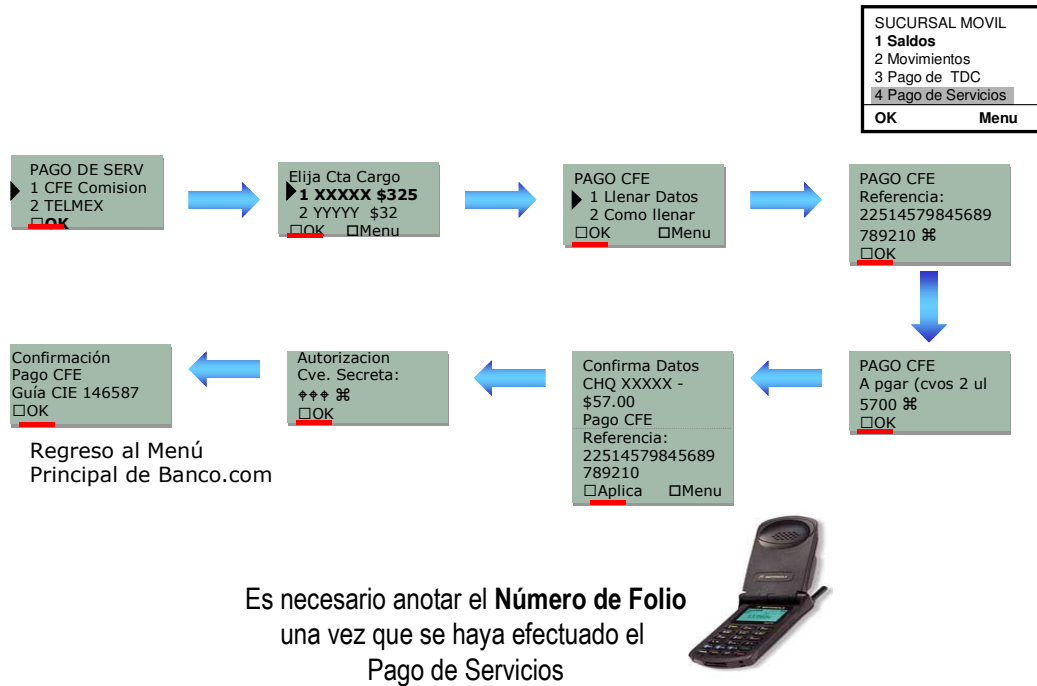 SUCURSAL MOVIL
1 Saldos
2 Movimientos
3 Pago de TDC
4 Pago de Servicios
OK Menu
PAGO DE SERV
1 CFE Comision
2 TELMEX
OK
Elija Cta Cargo
1 XXXXX $325
2 YYYYY $32
OK Menu
PAGO CFE
1 Llenar Datos
2 Como llenar
OK Menu
PAGO CFE
Referencia:
22514579845689
789210 ⌘
OK
PAGO CFE
A pgar (cvos 2 ul
5700 ⌘
OK
Confirma Datos
CHQ XXXXX -
$57.00
Pago CFE
Referencia:
22514579845689
789210
Aplica Menu
Autorizacion
Cve. Secreta:
⌘
OK
Confirmación
Pago CFE
Guía CIE 146587
OK
Regreso al Menú
Principal de Banco.com
Es necesario anotar el Número de Folio
una vez que se haya efectuado el
Pago de Servicios